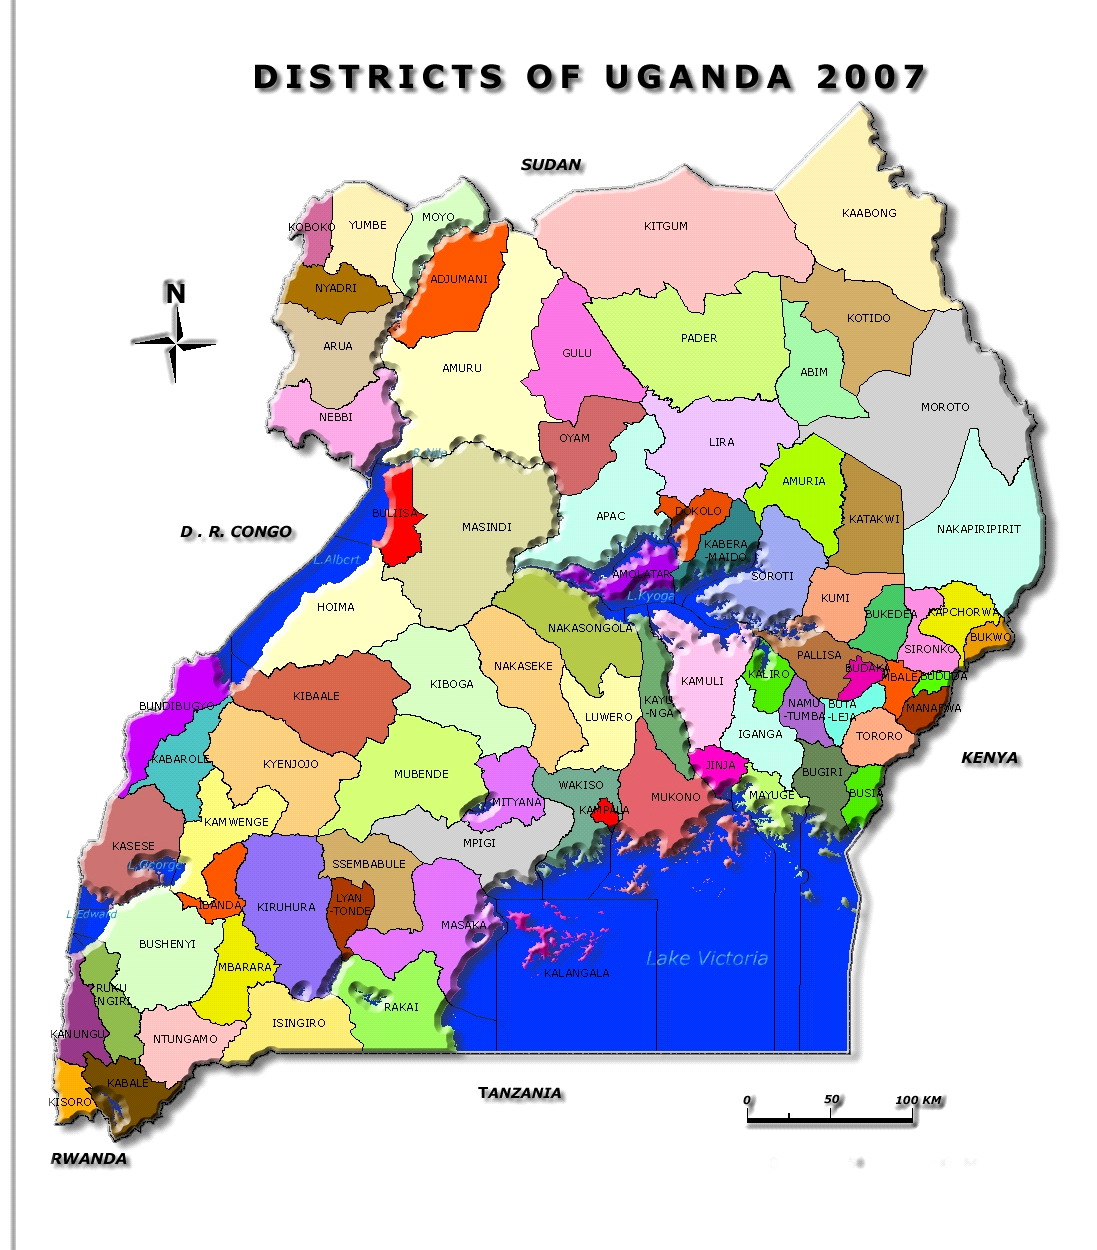 DISTRICTS OF UGANDA 2007
SUDAN
KAABONG
MOYO
KOBOKO
YUMBE
KITGUM
ADJUMANI
NYADRI
N
KOTIDO
ARUA
PADER
GULU
AMURU
ABIM
MOROTO
NEBBI
OYAM
LIRA
R.Nile
AMURIA
BULIISA
DOKOLO
APAC
KATAKWI
MASINDI
NAKAPIRIPIRIT
D . R. CONGO
KABERA
-MAIDO
L.Albert
AMOLATAR
SOROTI
L.Kyoga
HOIMA
KUMI
BUKEDEA
KAPCHORWA
NAKASONGOLA
BUKWO
SIRONKO
PALLISA
NAKASEKE
BUDAKA
KALIRO
MBALE
BUDUDA
KAMULI
KIBOGA
KIBAALE
KAYU
-NGA
NAMU
-TUMBA
BUTA
-LEJA
BUNDIBUGYO
MANAFWA
LUWERO
IGANGA
TORORO
KABAROLE
KENYA
KYENJOJO
JINJA
MUBENDE
BUGIRI
WAKISO
MUKONO
MAYUGE
BUSIA
MITYANA
KAMPALA
KAMWENGE
MPIGI
KASESE
L.George
SSEMBABULE
IBANDA
KIRUHURA
LYAN
-TONDE
L.Edward
MASAKA
BUSHENYI
Lake Victoria
MBARARA
KALANGALA
RUKU
-NGIRI
RAKAI
ISINGIRO
KANUNGU
NTUNGAMO
KABALE
KISORO
TANZANIA
0 50 100 KM
RWANDA